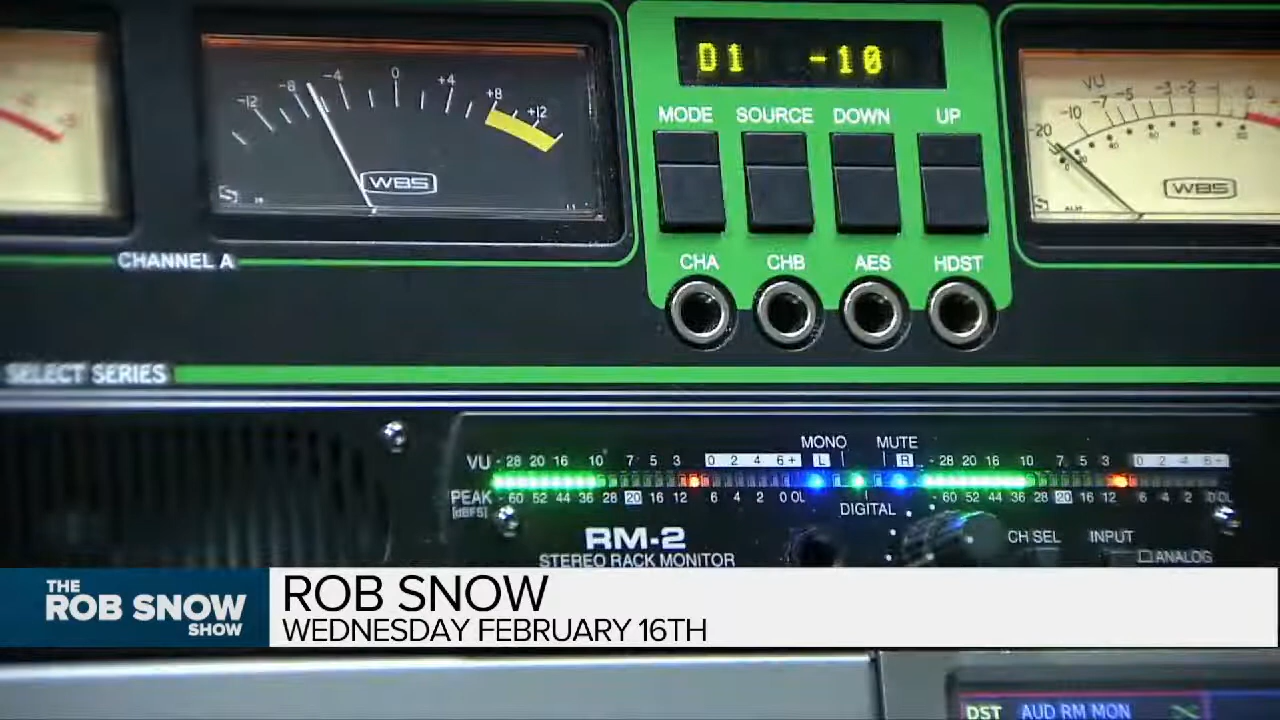 -12 -8 -4 0 +4 +8 +12
WBS
D1 -10
MODE SOURCE DOWN UP
CHA CHB AES HDST
VU
-20 -10 -7 -5 -3 -2 -1 0
WBS
CHANNEL A
SELECT SERIES
MONO MUTE
VU - 28 20 16 10 7 5 3 0 2 4 6 + L R - 28 20 16 10 7 5 3 0 2 4 6 +
PEAK - 60 52 44 36 28 20 16 12 6 4 2 0 OL - 60 52 44 36 28 20 16 12 6 4 2 0 OL
[dBFS]
DIGITAL
RM-2
STEREO RACK MONITOR
CH SEL INPUT
ANALOG
THE
ROB SNOW
SHOW
ROB SNOW
WEDNESDAY FEBRUARY 16TH
DST AUD RM MON